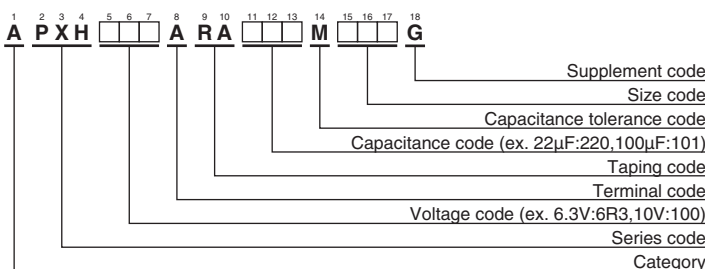 1 2 3 4 5 6 7 8 9 10 11 12 13 14 15 16 17 18
A P X H □□□ A R A □□□ M □□□ G
Supplement code
Size code
Capacitance tolerance code
Capacitance code (ex. 22μF:220,100μF:101)
Taping code
Terminal code
Voltage code (ex. 6.3V:6R3,10V:100)
Series code
Category